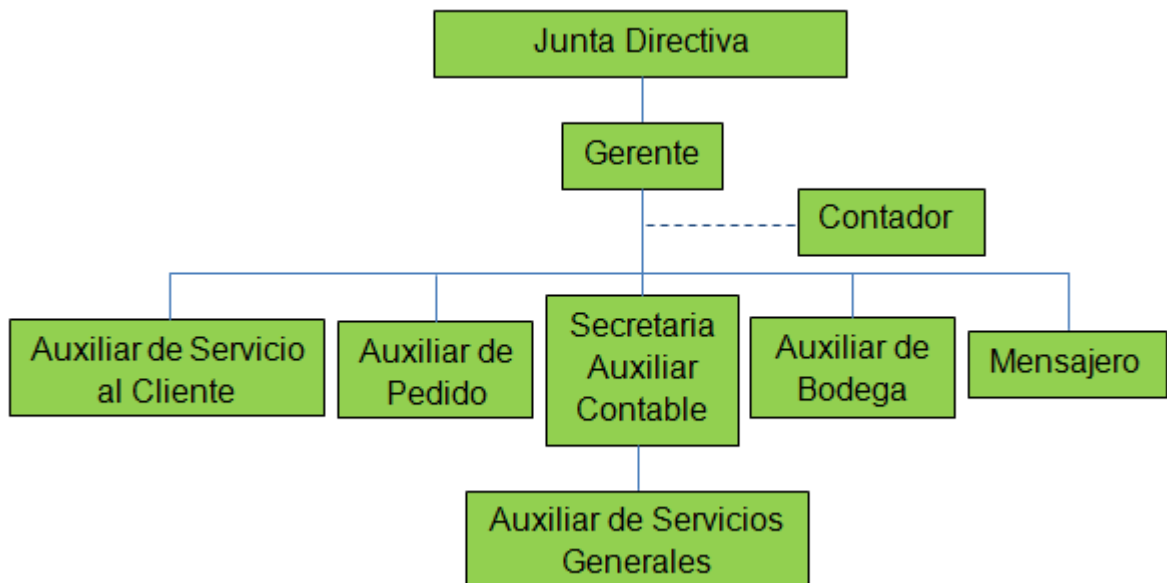 Junta Directiva
Gerente
Contador
Auxiliar de Servicio
al Cliente
Auxiliar de
Pedido
Secretaria
Auxiliar
Contable
Auxiliar de
Bodega
Mensajero
Auxiliar de Servicios
Generales